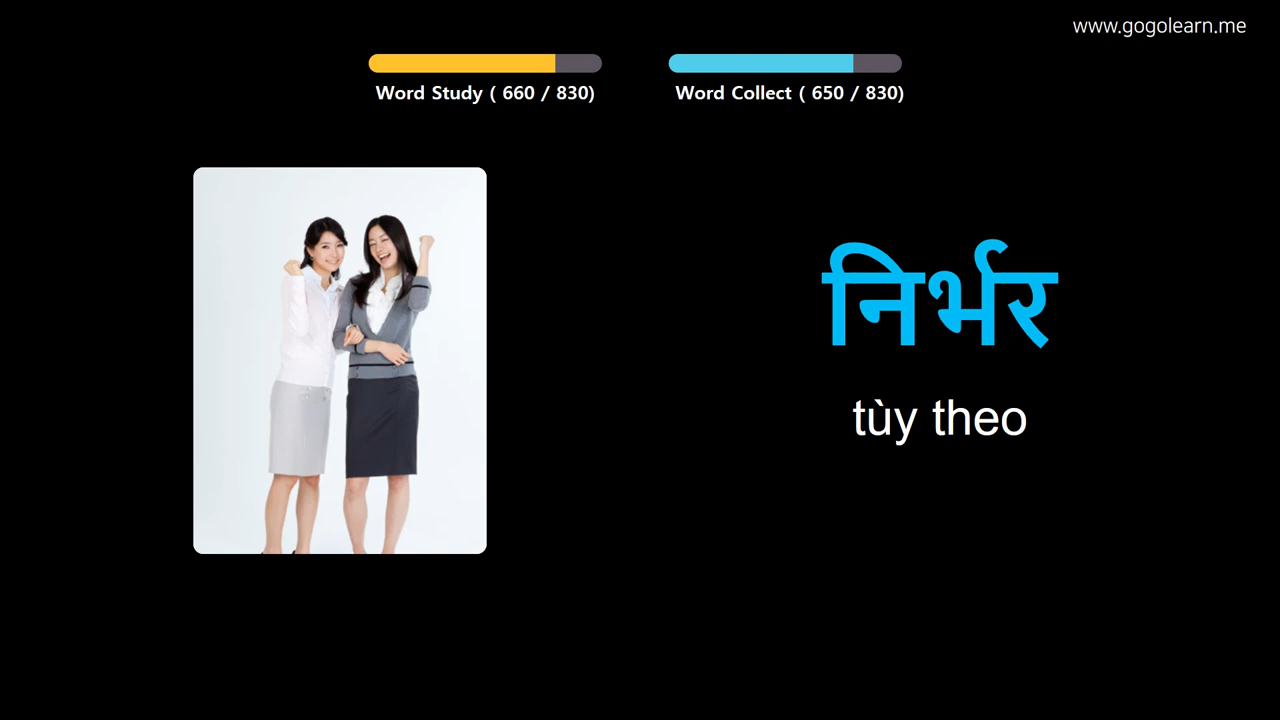 www.gogolearn.me
Word Study ( 660 / 830)
Word Collect ( 650 / 830)
निर्भर
tùy theo